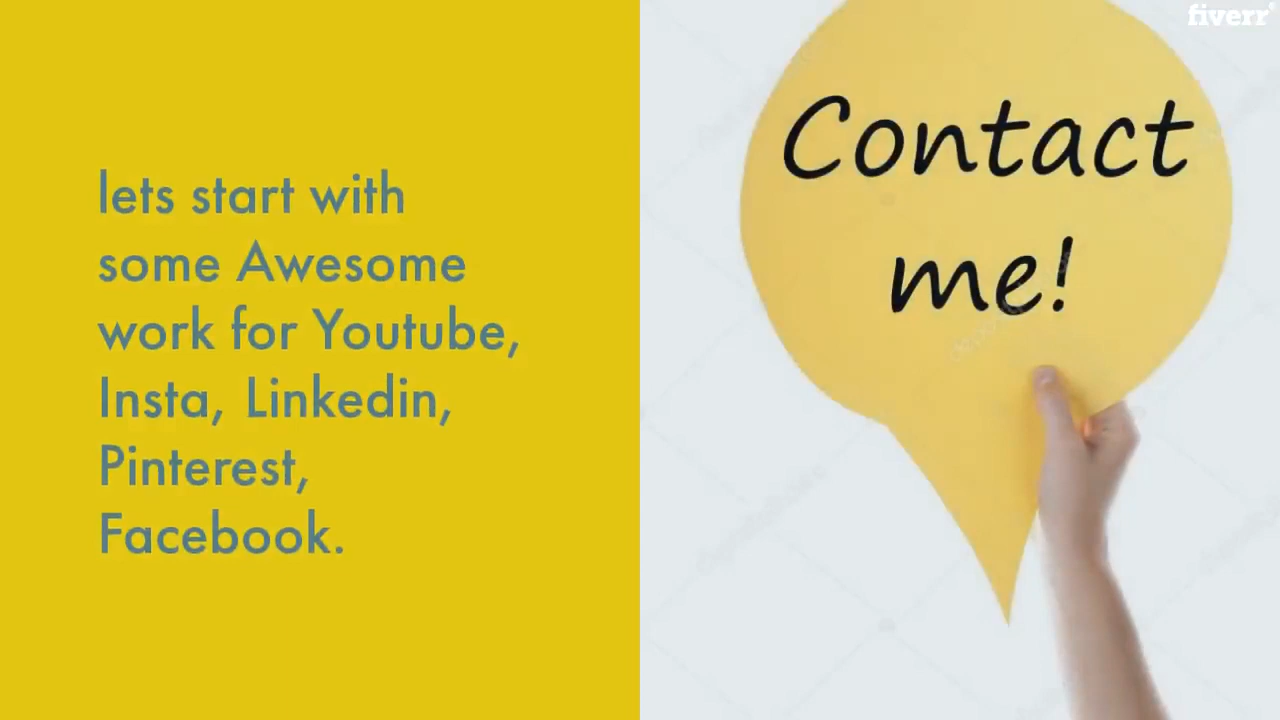 fiverr
lets start with
some Awesome
work for Youtube,
Insta, Linkedin,
Pinterest,
Facebook.
Contact
me!